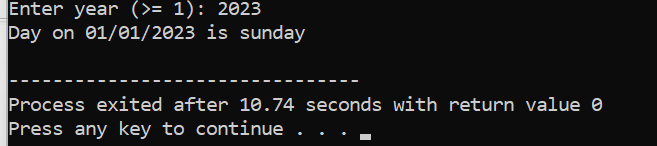 Enter year (>= 1): 2023
Day on 01/01/2023 is sunday
--------------------------------
Process exited after 10.74 seconds with return value 0
Press any key to continue . . .